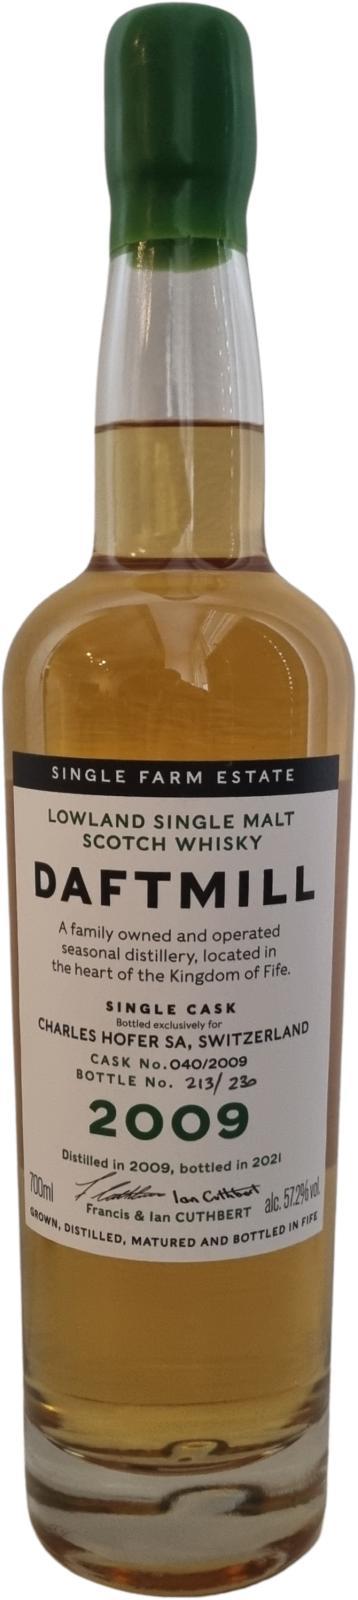 SINGLE FARM ESTATE
LOWLAND SINGLE MALT
SCOTCH WHISKY
DAFTMILL
A family owned and operated
seasonal distillery, located in
the heart of the Kingdom of Fife.
SINGLE CASK
Bottled exclusively for
CHARLES HOFER SA, SWITZERLAND
CASK No. 040/2009
BOTTLE No. 213/230
2009
Distilled in 2009, bottled in 2021
700ml
Ian Cuthbert
alc. 57.2% vol.
Francis & Ian CUTHBERT
GROWN, DISTILLED, MATURED AND BOTTLED IN FIFE